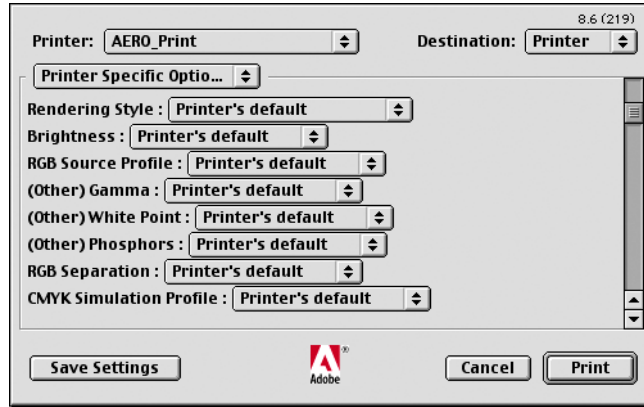 8.6 (219)
Printer: AERO_Print Destination: Printer
Printer Specific Optio...
Rendering Style : Printer's default
Brightness : Printer's default
RGB Source Profile : Printer's default
(Other) Gamma : Printer's default
(Other) White Point : Printer's default
(Other) Phosphors : Printer's default
RGB Separation : Printer's default
CMYK Simulation Profile : Printer's default
Save Settings Adobe® Cancel Print